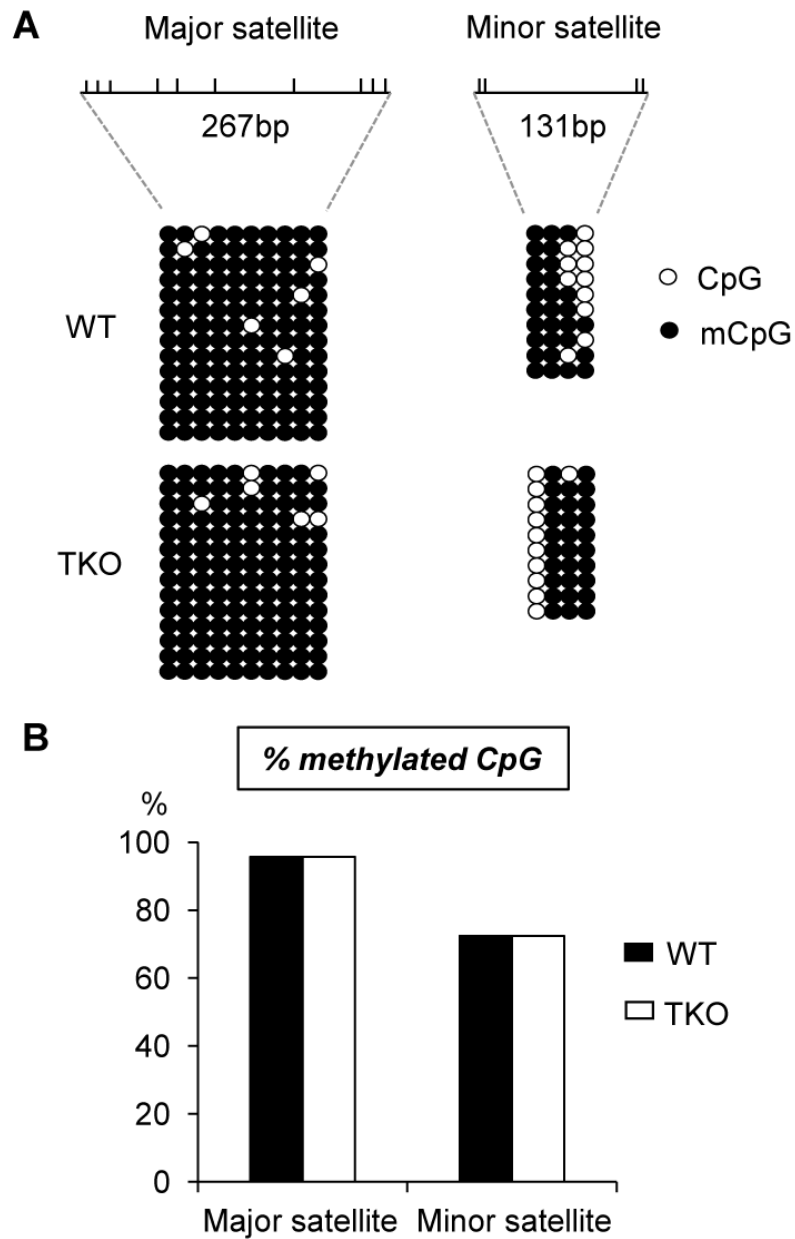 A
Major satellite
Minor satellite
267bp
131bp
WT
CpG
mCpG
TKO
B
% methylated CpG
%
100
80
60
40
20
0
WT
TKO
Major satellite
Minor satellite